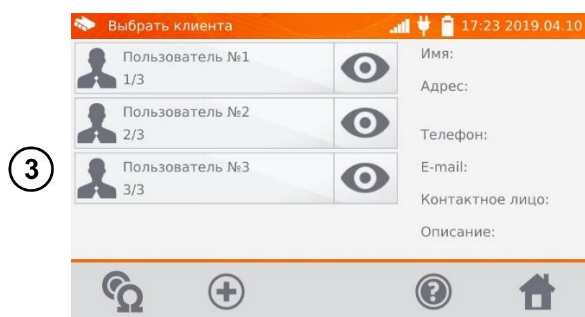 3
Выбрать клиента
17:23 2019.04.10
Пользователь №1
1/3
Пользователь №2
2/3
Пользователь №3
3/3
Имя:
Адрес:
Телефон:
E-mail:
Контактное лицо:
Описание:
Ω
?